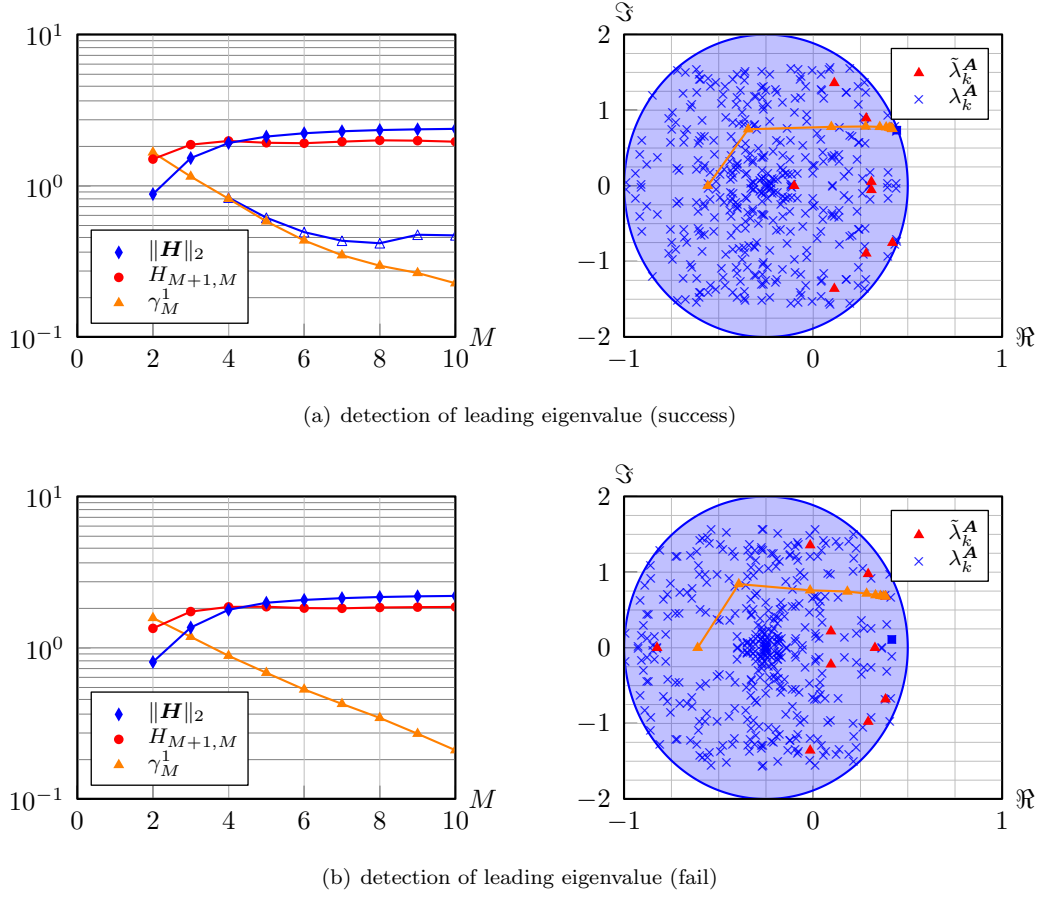 10^1
10^0
10^{-1}
0 2 4 6 8 10 M
‖H‖_2
H_{M+1,M}
γ^1_M
ℑ
2
1
0
−1
−2
−1 0 1 ℜ
λ̃^A_k
λ^A_k
(a) detection of leading eigenvalue (success)
10^1
10^0
10^{-1}
0 2 4 6 8 10 M
‖H‖_2
H_{M+1,M}
γ^1_M
ℑ
2
1
0
−1
−2
−1 0 1 ℜ
λ̃^A_k
λ^A_k
(b) detection of leading eigenvalue (fail)